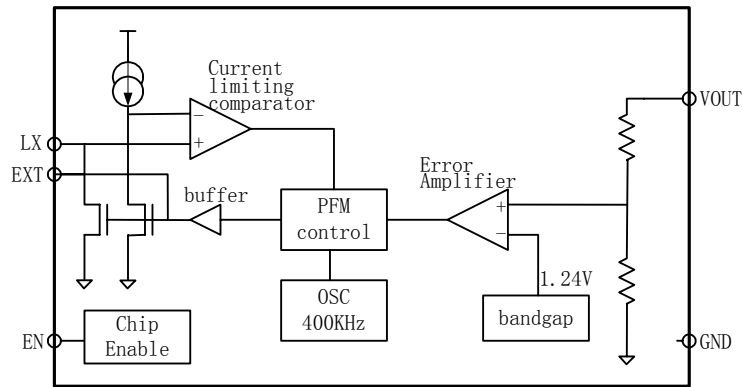 Current
limiting
comparator
−
+
LX
EXT
VOUT
Error
Amplifier
buffer
PFM
control
+
−
1.24V
OSC
400KHz
bandgap
Chip
Enable
EN
GND